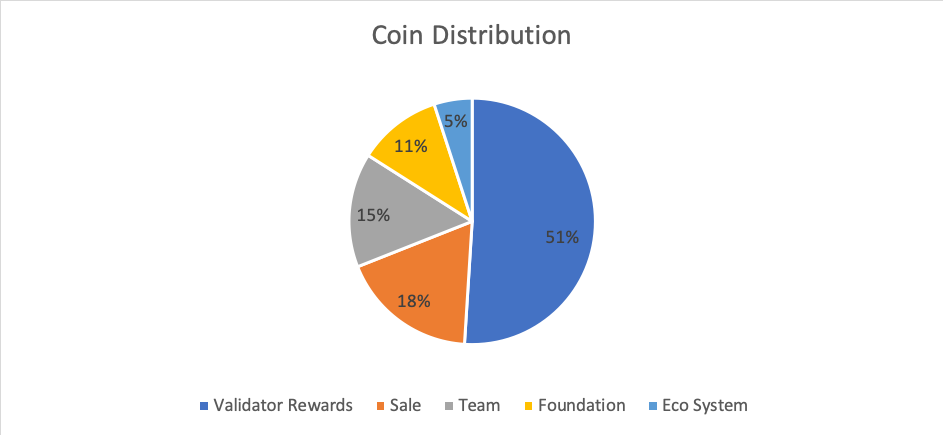 Coin Distribution
5%
11%
15%
51%
18%
Validator Rewards
Sale
Team
Foundation
Eco System